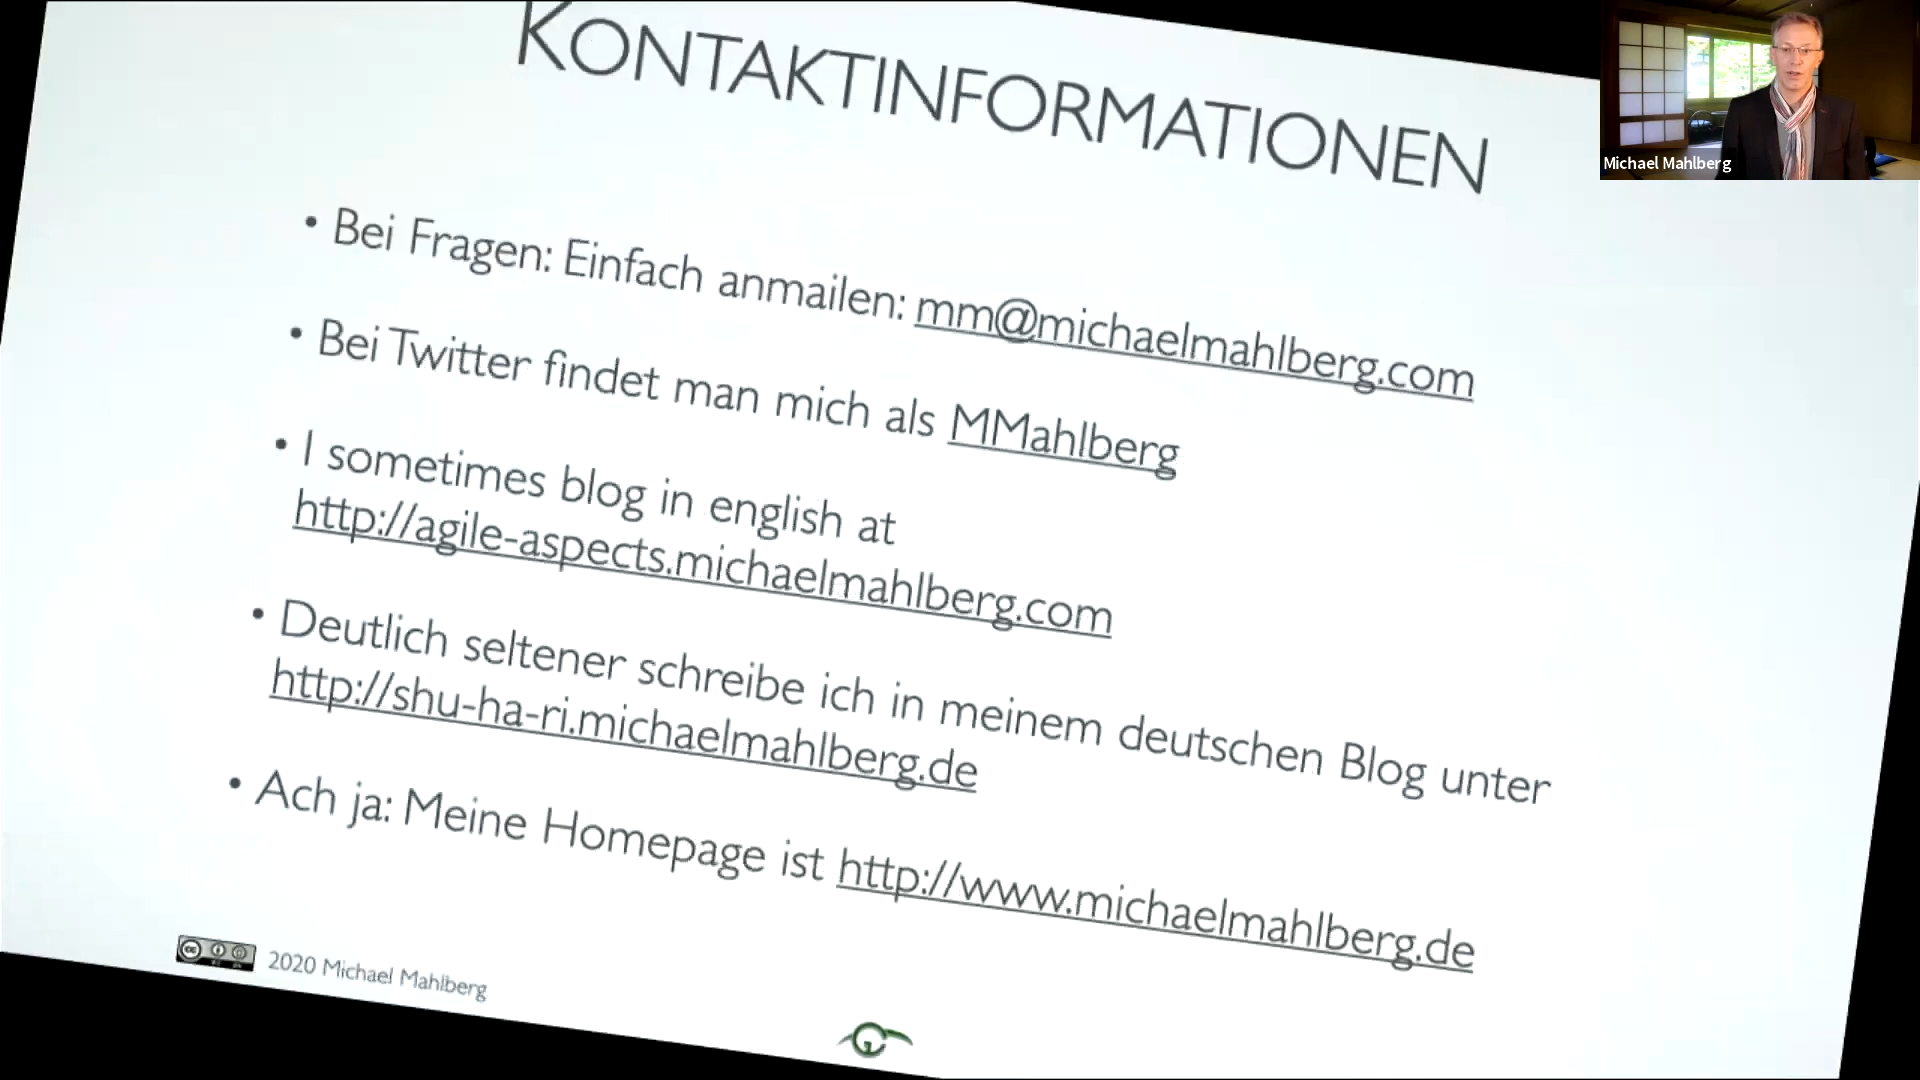 KONTAKTINFORMATIONEN
Michael Mahlberg
• Bei Fragen: Einfach anmailen: mm@michaelmahlberg.com
• Bei Twitter findet man mich als MMahlberg
• I sometimes blog in english at
http://agile-aspects.michaelmahlberg.com
• Deutlich seltener schreibe ich in meinem deutschen Blog unter
http://shu-ha-ri.michaelmahlberg.de
• Ach ja: Meine Homepage ist http://www.michaelmahlberg.de
2020 Michael Mahlberg